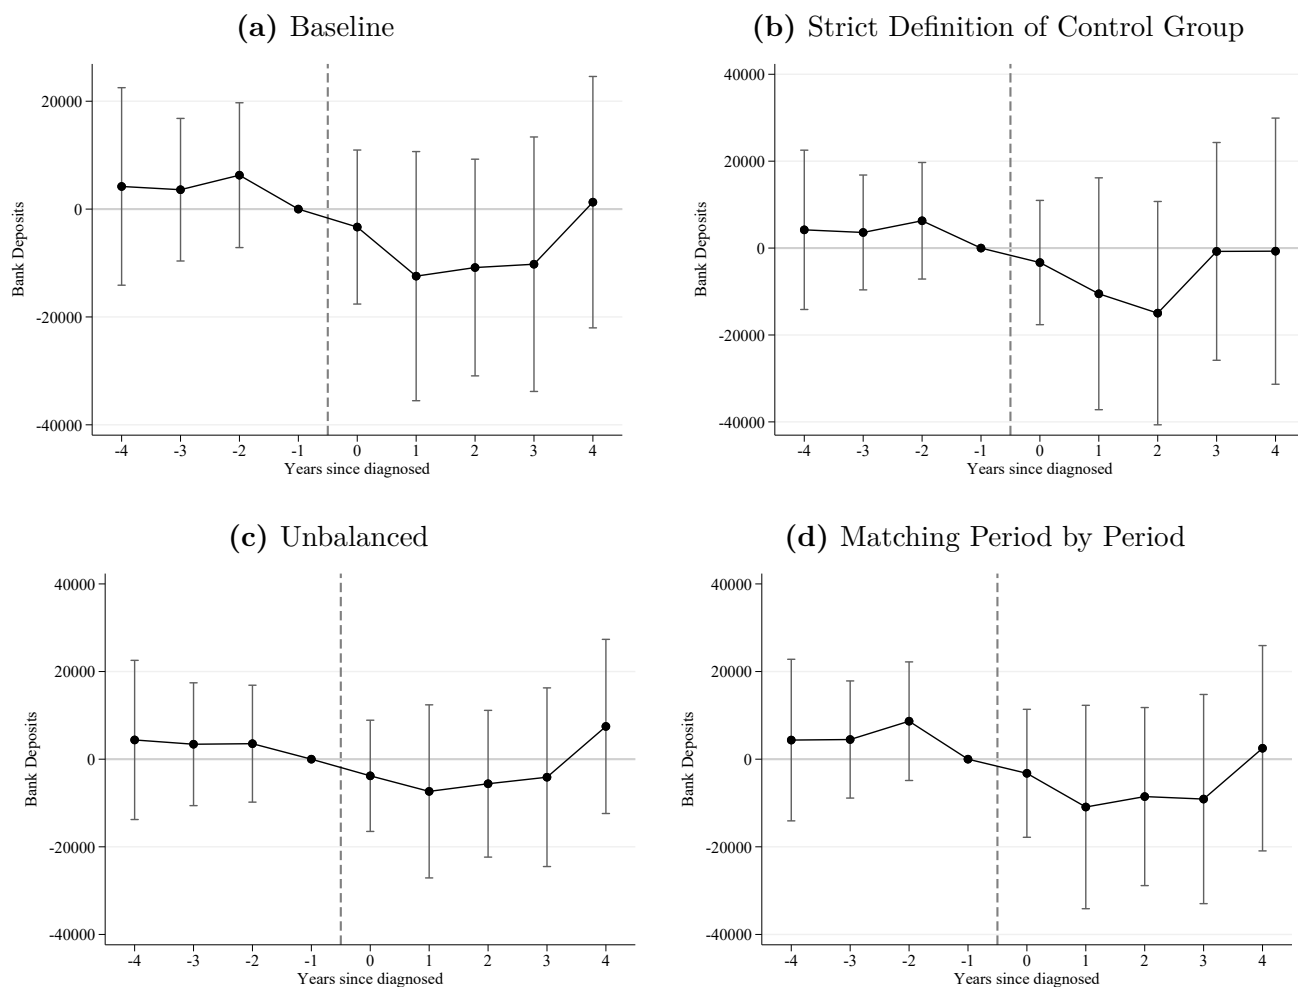 (a) Baseline
20000
0
-20000
-40000
Bank Deposits
-4 -3 -2 -1 0 1 2 3 4
Years since diagnosed
(b) Strict Definition of Control Group
40000
20000
0
-20000
-40000
Bank Deposits
-4 -3 -2 -1 0 1 2 3 4
Years since diagnosed
(c) Unbalanced
40000
20000
0
-20000
-40000
Bank Deposits
-4 -3 -2 -1 0 1 2 3 4
Years since diagnosed
(d) Matching Period by Period
40000
20000
0
-20000
-40000
Bank Deposits
-4 -3 -2 -1 0 1 2 3 4
Years since diagnosed